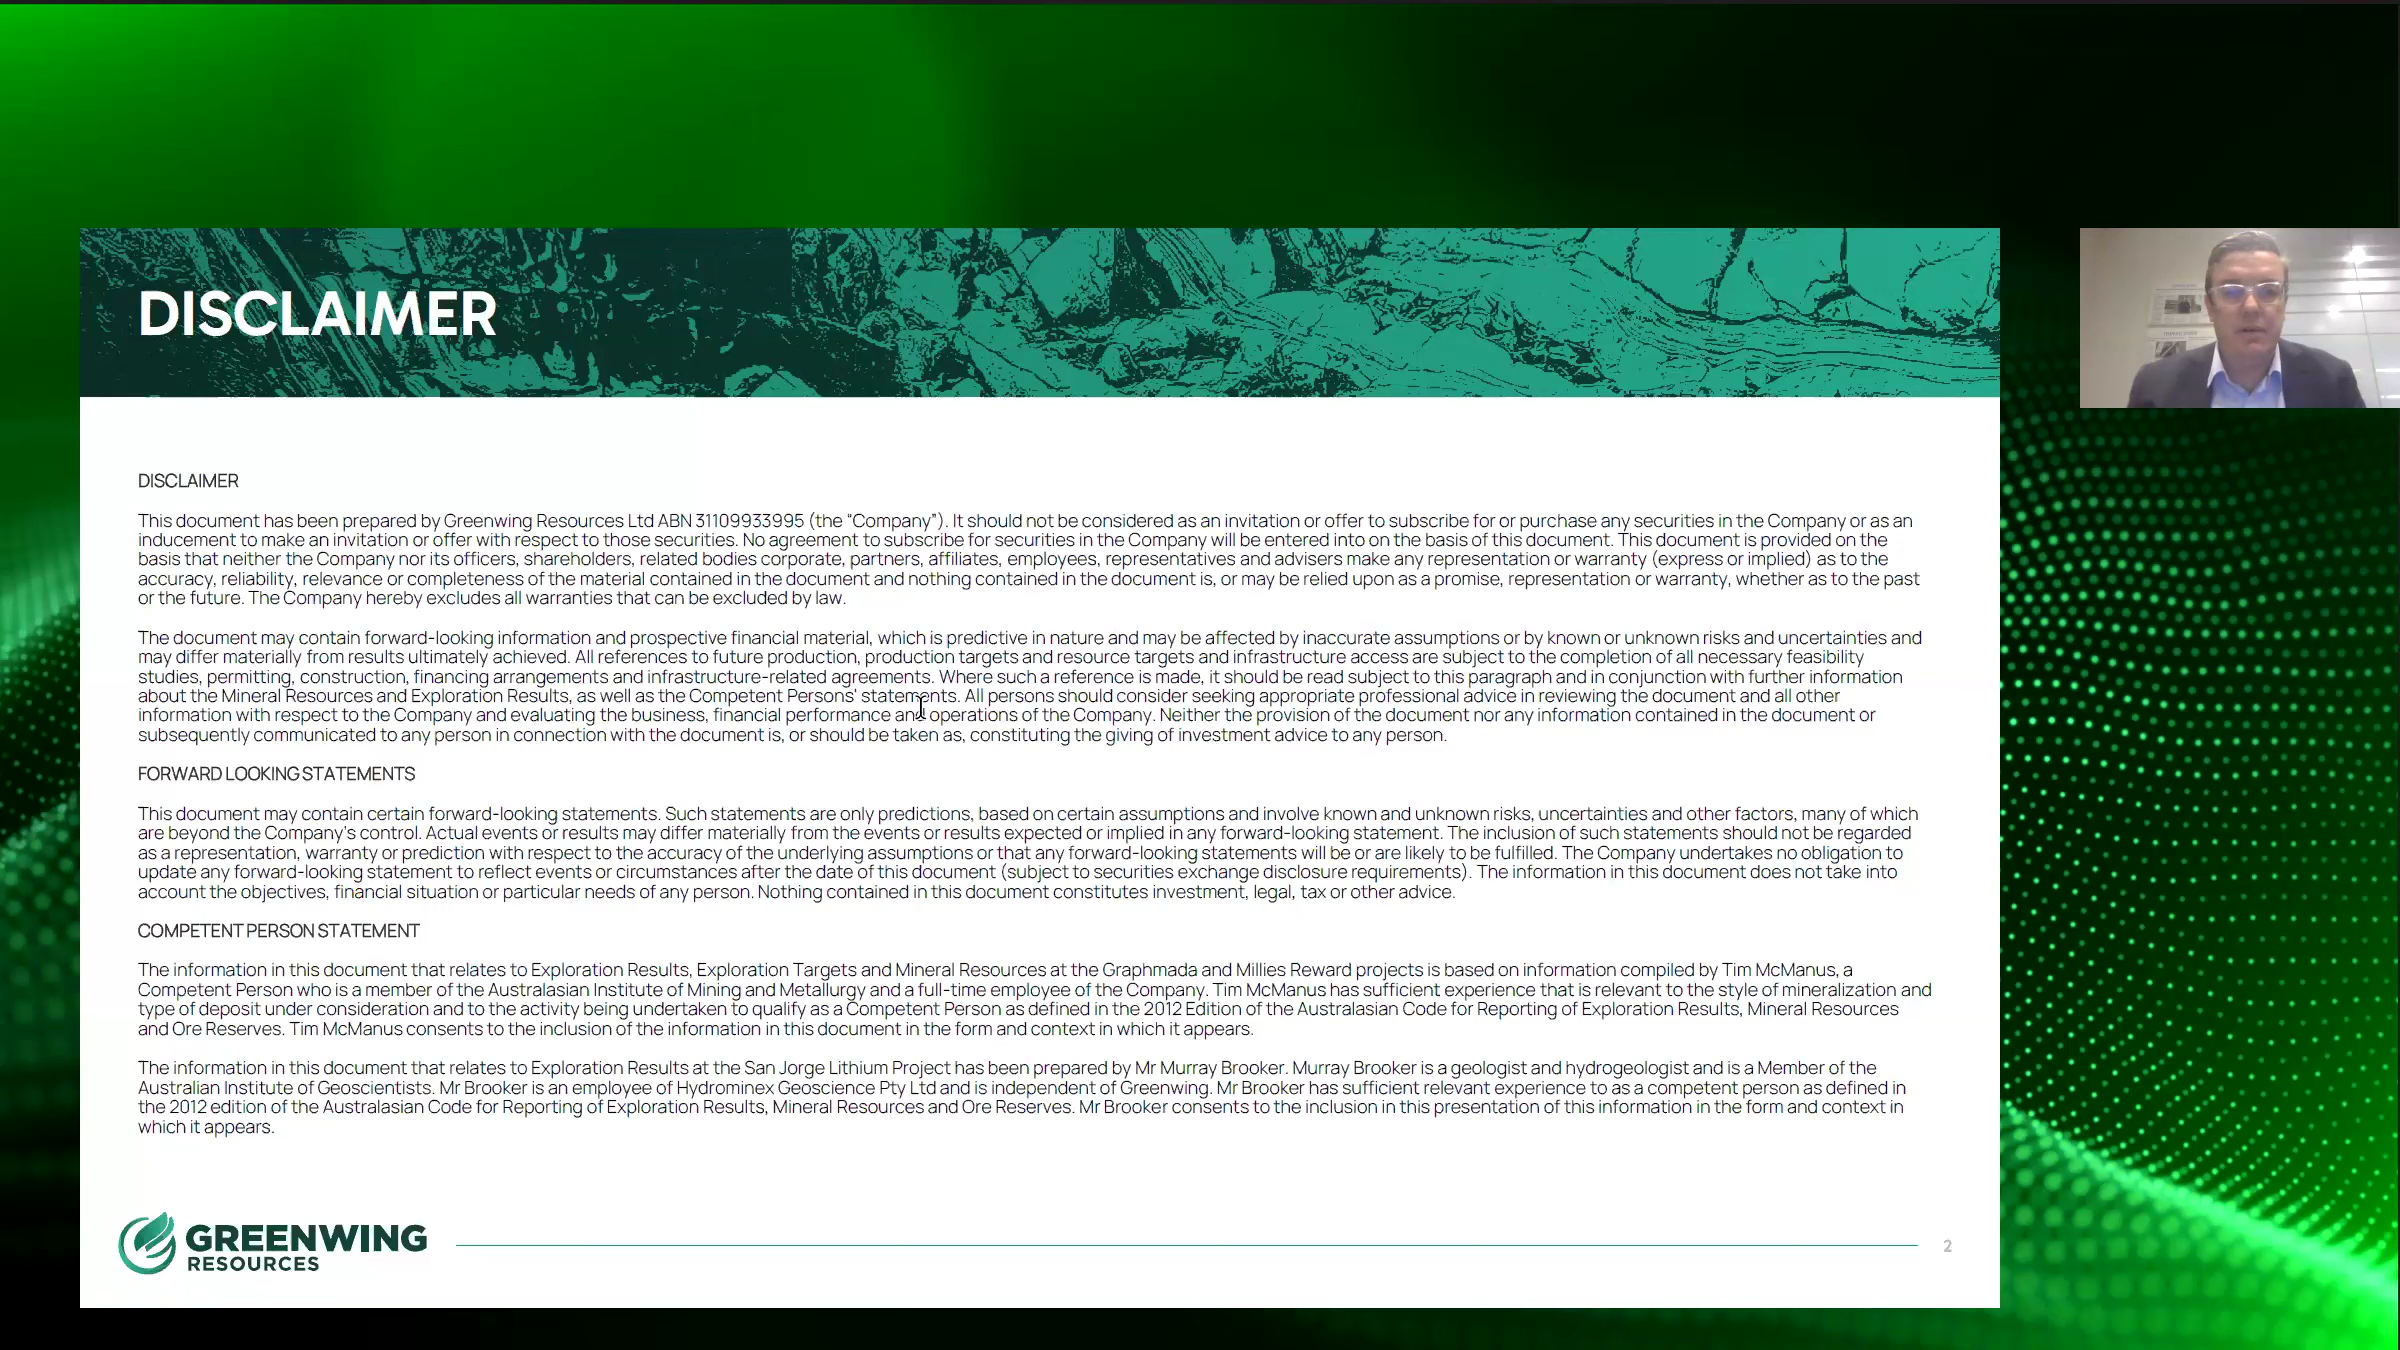 DISCLAIMER
DISCLAIMER
This document has been prepared by Greenwing Resources Ltd ABN 31109933995 (the “Company”). It should not be considered as an invitation or offer to subscribe for or purchase any securities in the Company or as an
inducement to make an invitation or offer with respect to those securities. No agreement to subscribe for securities in the Company will be entered into on the basis of this document. This document is provided on the
basis that neither the Company nor its officers, shareholders, related bodies corporate, partners, affiliates, employees, representatives and advisers make any representation or warranty (express or implied) as to the
accuracy, reliability, relevance or completeness of the material contained in the document and nothing contained in the document is, or may be relied upon as a promise, representation or warranty, whether as to the past
or the future. The Company hereby excludes all warranties that can be excluded by law.
The document may contain forward-looking information and prospective financial material, which is predictive in nature and may be affected by inaccurate assumptions or by known or unknown risks and uncertainties and
may differ materially from results ultimately achieved. All references to future production, production targets and resource targets and infrastructure access are subject to the completion of all necessary feasibility
studies, permitting, construction, financing arrangements and infrastructure-related agreements. Where such a reference is made, it should be read subject to this paragraph and in conjunction with further information
about the Mineral Resources and Exploration Results, as well as the Competent Persons' statements. All persons should consider seeking appropriate professional advice in reviewing the document and all other
information with respect to the Company and evaluating the business, financial performance and operations of the Company. Neither the provision of the document nor any information contained in the document or
subsequently communicated to any person in connection with the document is, or should be taken as, constituting the giving of investment advice to any person.
FORWARD LOOKING STATEMENTS
This document may contain certain forward-looking statements. Such statements are only predictions, based on certain assumptions and involve known and unknown risks, uncertainties and other factors, many of which
are beyond the Company's control. Actual events or results may differ materially from the events or results expected or implied in any forward-looking statement. The inclusion of such statements should not be regarded
as a representation, warranty or prediction with respect to the accuracy of the underlying assumptions or that any forward-looking statements will be or are likely to be fulfilled. The Company undertakes no obligation to
update any forward-looking statement to reflect events or circumstances after the date of this document (subject to securities exchange disclosure requirements). The information in this document does not take into
account the objectives, financial situation or particular needs of any person. Nothing contained in this document constitutes investment, legal, tax or other advice.
COMPETENT PERSON STATEMENT
The information in this document that relates to Exploration Results, Exploration Targets and Mineral Resources at the Graphmada and Millies Reward projects is based on information compiled by Tim McManus, a
Competent Person who is a member of the Australasian Institute of Mining and Metallurgy and a full-time employee of the Company. Tim McManus has sufficient experience that is relevant to the style of mineralization and
type of deposit under consideration and to the activity being undertaken to qualify as a Competent Person as defined in the 2012 Edition of the Australasian Code for Reporting of Exploration Results, Mineral Resources
and Ore Reserves. Tim McManus consents to the inclusion of the information in this document in the form and context in which it appears.
The information in this document that relates to Exploration Results at the San Jorge Lithium Project has been prepared by Mr Murray Brooker. Murray Brooker is a geologist and hydrogeologist and is a Member of the
Australian Institute of Geoscientists. Mr Brooker is an employee of Hydrominex Geoscience Pty Ltd and is independent of Greenwing. Mr Brooker has sufficient relevant experience to as a competent person as defined in
the 2012 edition of the Australasian Code for Reporting of Exploration Results, Mineral Resources and Ore Reserves. Mr Brooker consents to the inclusion in this presentation of this information in the form and context in
which it appears.
GREENWING
RESOURCES
2